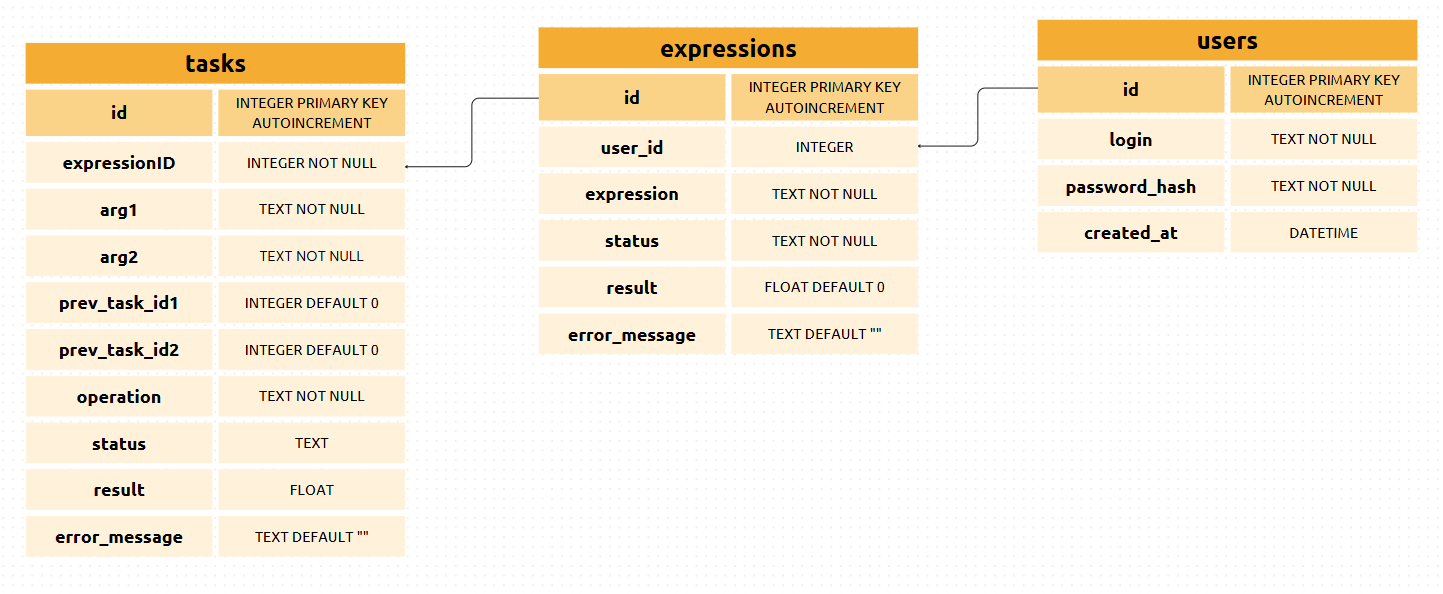 tasks
id
INTEGER PRIMARY KEY
AUTOINCREMENT
expressionID
INTEGER NOT NULL
arg1
TEXT NOT NULL
arg2
TEXT NOT NULL
prev_task_id1
INTEGER DEFAULT 0
prev_task_id2
INTEGER DEFAULT 0
operation
TEXT NOT NULL
status
TEXT
result
FLOAT
error_message
TEXT DEFAULT ""
expressions
id
INTEGER PRIMARY KEY
AUTOINCREMENT
user_id
INTEGER
expression
TEXT NOT NULL
status
TEXT NOT NULL
result
FLOAT DEFAULT 0
error_message
TEXT DEFAULT ""
users
id
INTEGER PRIMARY KEY
AUTOINCREMENT
login
TEXT NOT NULL
password_hash
TEXT NOT NULL
created_at
DATETIME